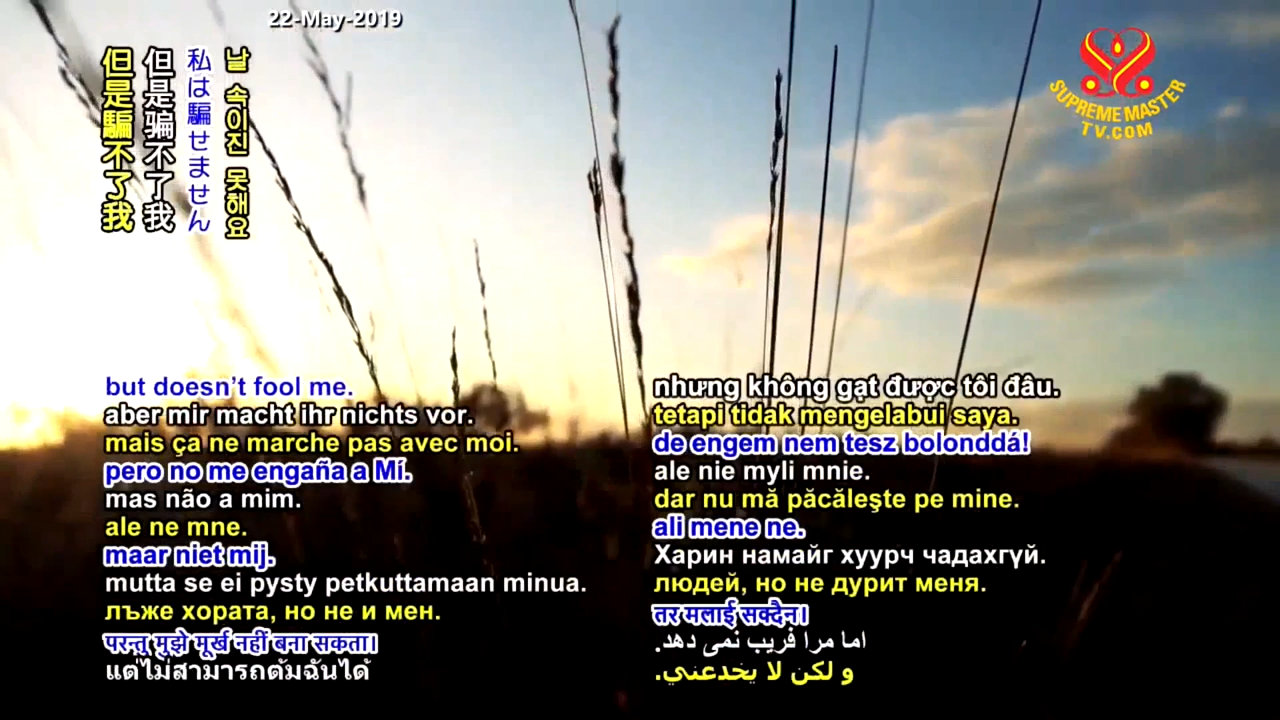 22-May-2019
但是騙不了我
但是骗不了我
私は騙せません
날 속이진 못해요
SUPREME MASTER
TV.COM
but doesn’t fool me.
aber mir macht ihr nichts vor.
mais ça ne marche pas avec moi.
pero no me engaña a Mí.
mas não a mim.
ale ne mne.
maar niet mij.
mutta se ei pysty petkuttamaan minua.
лъже хората, но не и мен.
परन्तु मुझे मूर्ख नहीं बना सकता।
แต่ไม่สามารถต้มฉันได้
nhưng không gạt được tôi đâu.
tetapi tidak mengelabui saya.
de engem nem tesz bolonddá!
ale nie myli mnie.
dar nu mă păcăleşte pe mine.
ali mene ne.
Харин намайг хуурч чадахгүй.
людей, но не дурит меня.
तर मलाई सक्दैन।
اما مرا فریب نمی دهد.
و لكن لا يخدعني.